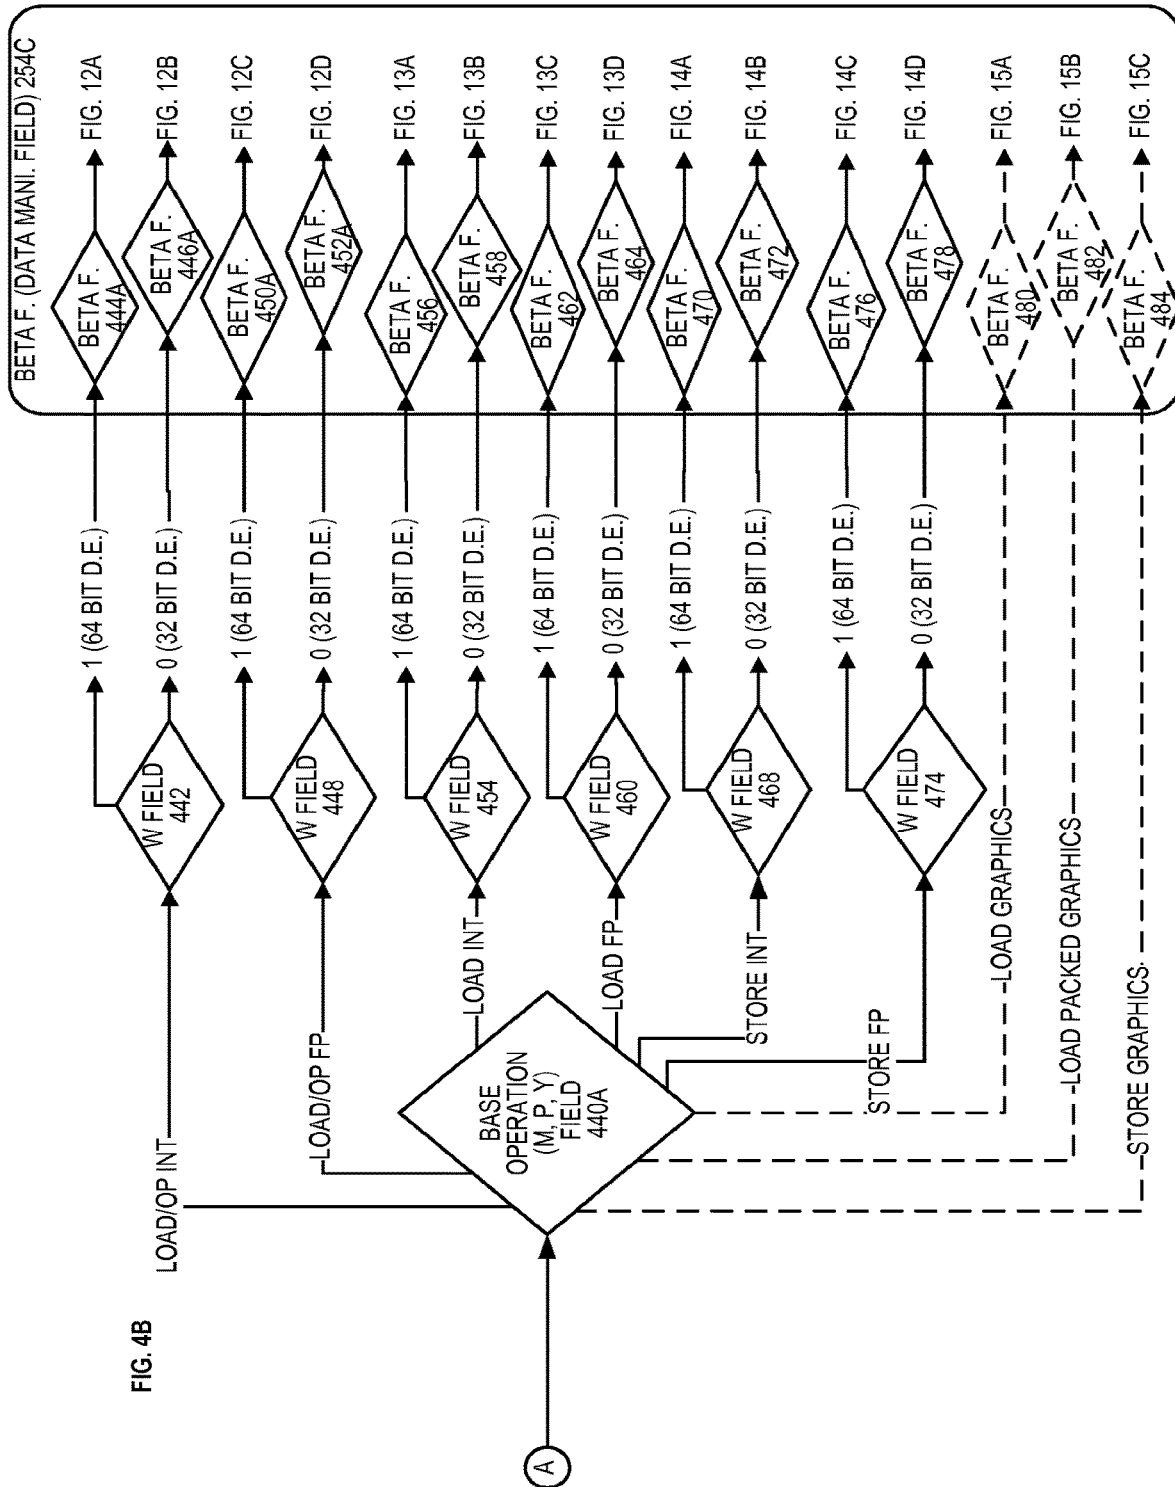 FIG. 4B
A
BASE
OPERATION
(M, P, Y)
FIELD
440A
LOAD/OP INT
LOAD/OP FP
LOAD INT
LOAD FP
STORE INT
STORE FP
LOAD GRAPHICS
LOAD PACKED GRAPHICS
STORE GRAPHICS
W FIELD
442
W FIELD
448
W FIELD
454
W FIELD
460
W FIELD
468
W FIELD
474
1 (64 BIT D.E.)
0 (32 BIT D.E.)
1 (64 BIT D.E.)
0 (32 BIT D.E.)
1 (64 BIT D.E.)
0 (32 BIT D.E.)
1 (64 BIT D.E.)
0 (32 BIT D.E.)
1 (64 BIT D.E.)
0 (32 BIT D.E.)
1 (64 BIT D.E.)
0 (32 BIT D.E.)
BETA F. (DATA MANI. FIELD) 254C
BETA F.
444A
FIG. 12A
BETA F.
446A
FIG. 12B
BETA F.
450A
FIG. 12C
BETA F.
452A
FIG. 12D
BETA F.
456
FIG. 13A
BETA F.
458
FIG. 13B
BETA F.
462
FIG. 13C
BETA F.
464
FIG. 13D
BETA F.
470
FIG. 14A
BETA F.
472
FIG. 14B
BETA F.
476
FIG. 14C
BETA F.
478
FIG. 14D
BETA F.
480
FIG. 15A
BETA F.
482
FIG. 15B
BETA F.
484
FIG. 15C